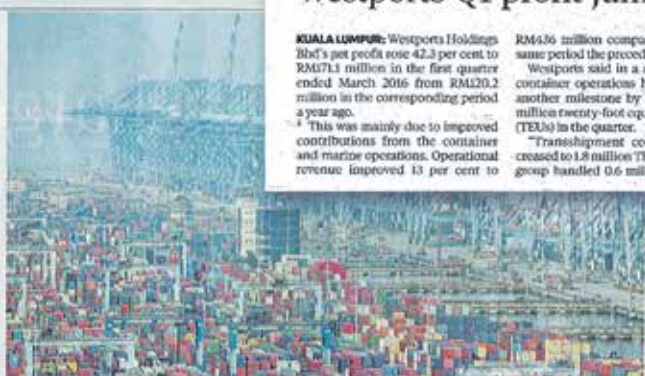 Westports Q1 profit jum
KUALA LUMPUR: Westports Holdings
Bhd's net profit rose 42.3 per cent to
RM171.1 million in the first quarter
ended March 2016 from RM120.2
million in the corresponding period
a year ago.
This was mainly due to improved
contributions from the container
and marine operations. Operational
revenue improved 13 per cent to
RM436 million compa
same period the preced
Westports said in a
container operations h
another milestone by
million twenty-foot equ
(TEUs) in the quarter.
"Transshipment co
creased to 1.8 million T
group handled 0.6 mil